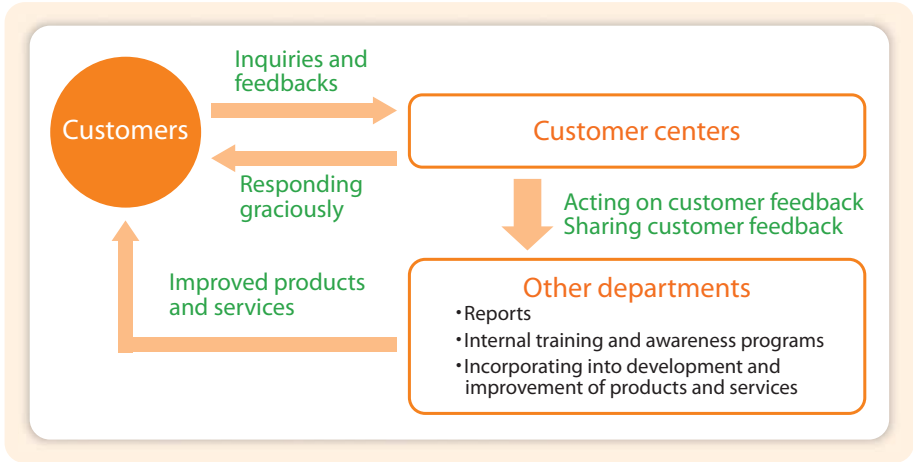 Inquiries and
feedbacks
Customers
Customer centers
Responding
graciously
Acting on customer feedback
Sharing customer feedback
Improved products
and services
Other departments
・Reports
・Internal training and awareness programs
・Incorporating into development and
improvement of products and services